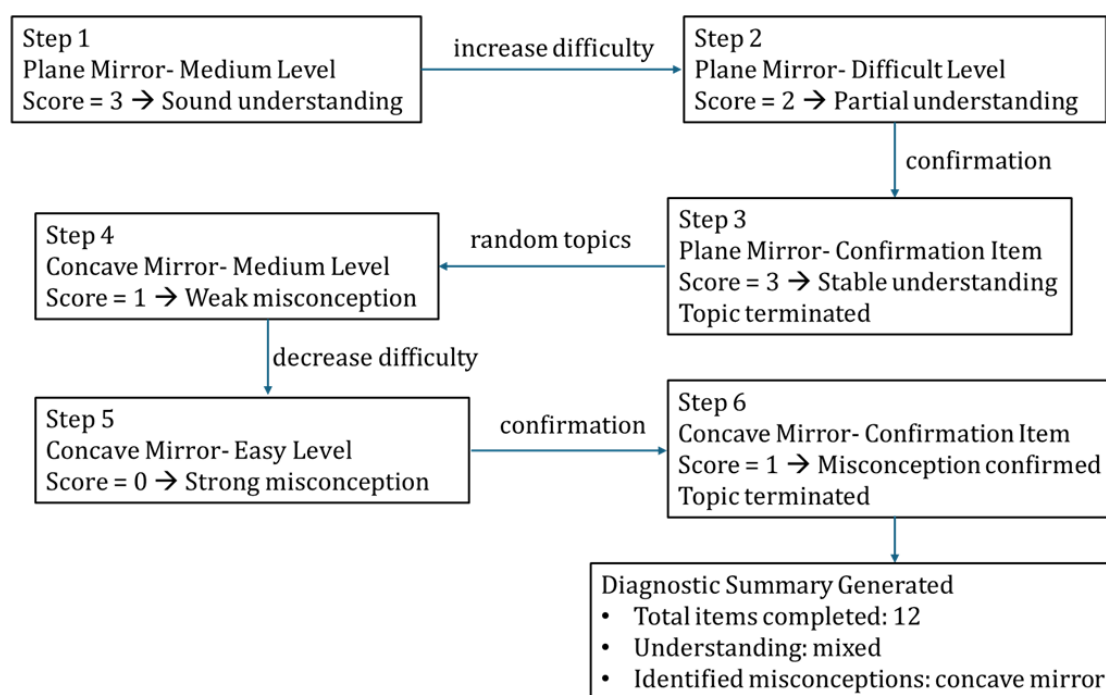 Step 1
Plane Mirror- Medium Level
Score = 3 → Sound understanding
increase difficulty
Step 2
Plane Mirror- Difficult Level
Score = 2 → Partial understanding
confirmation
Step 3
Plane Mirror- Confirmation Item
Score = 3 → Stable understanding
Topic terminated
random topics
Step 4
Concave Mirror- Medium Level
Score = 1 → Weak misconception
decrease difficulty
Step 5
Concave Mirror- Easy Level
Score = 0 → Strong misconception
confirmation
Step 6
Concave Mirror- Confirmation Item
Score = 1 → Misconception confirmed
Topic terminated
Diagnostic Summary Generated
• Total items completed: 12
• Understanding: mixed
• Identified misconceptions: concave mirror